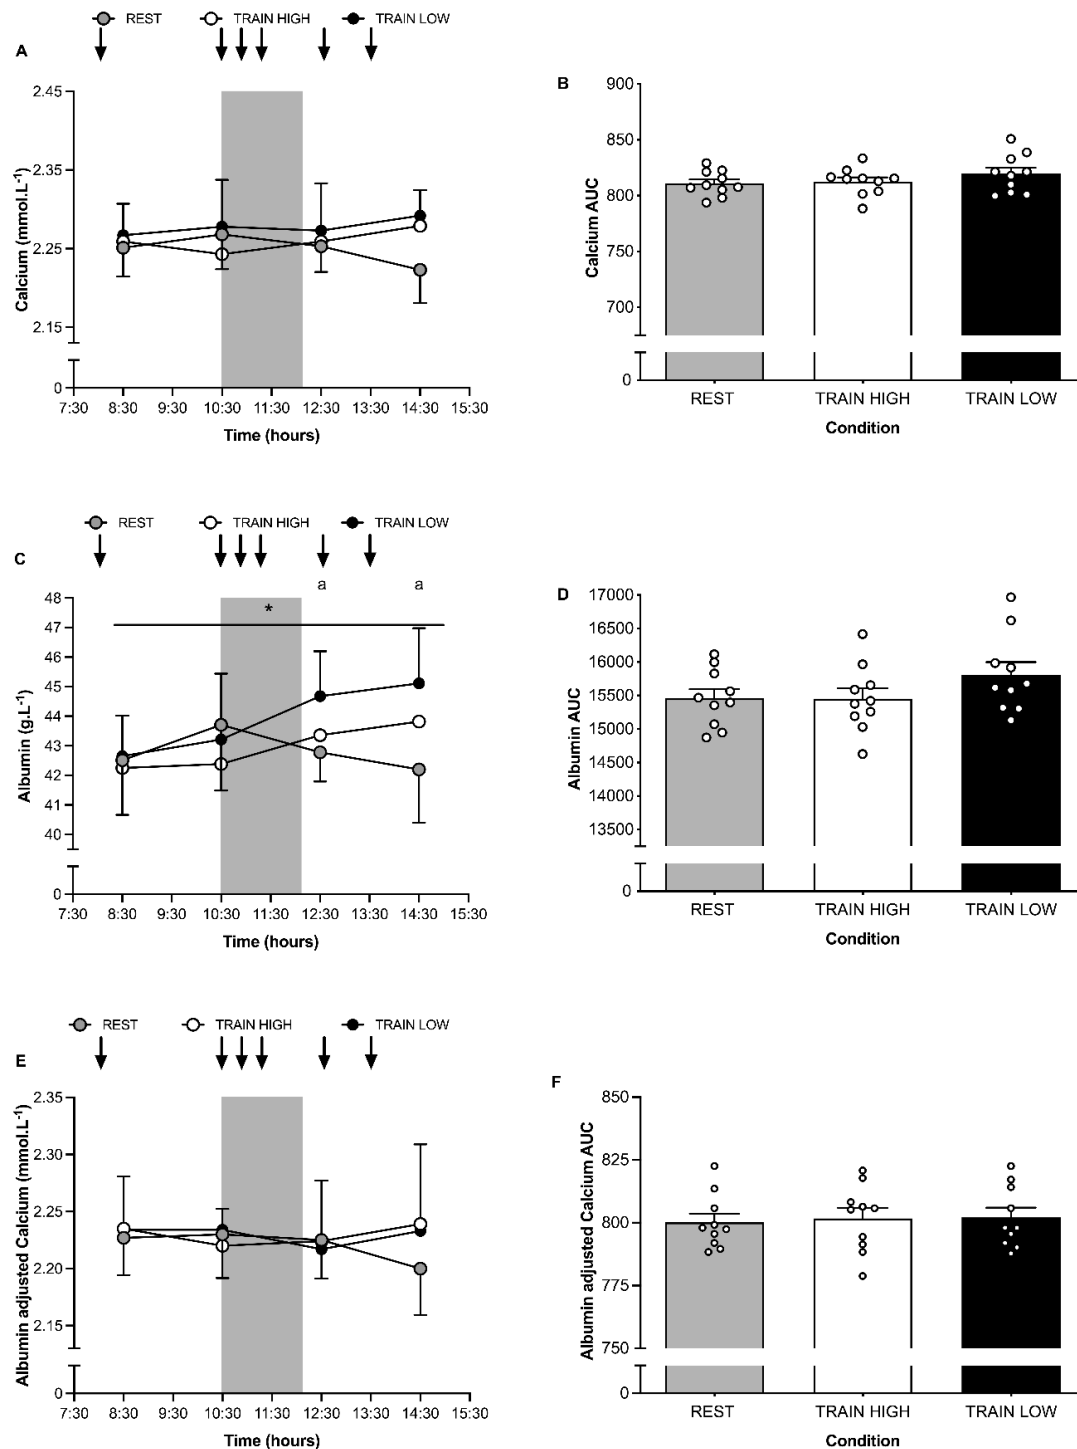 REST TRAIN HIGH TRAIN LOW
A
2.45
2.35
2.25
2.15
0
Calcium (mmol.L-1)
7:30 8:30 9:30 10:30 11:30 12:30 13:30 14:30 15:30
Time (hours)
B
900
850
800
750
700
0
Calcium AUC
REST TRAIN HIGH TRAIN LOW
Condition
REST TRAIN HIGH TRAIN LOW
C
a a
*
48
47
46
45
44
43
42
41
40
0
Albumin (g.L-1)
7:30 8:30 9:30 10:30 11:30 12:30 13:30 14:30 15:30
Time (hours)
D
17000
16500
16000
15500
15000
14500
14000
13500
0
Albumin AUC
REST TRAIN HIGH TRAIN LOW
Condition
REST TRAIN HIGH TRAIN LOW
E
2.35
2.30
2.25
2.20
2.15
0
Albumin adjusted Calcium (mmol.L-1)
7:30 8:30 9:30 10:30 11:30 12:30 13:30 14:30 15:30
Time (hours)
F
850
825
800
775
750
0
Albumin adjusted Calcium AUC
REST TRAIN HIGH TRAIN LOW
Condition